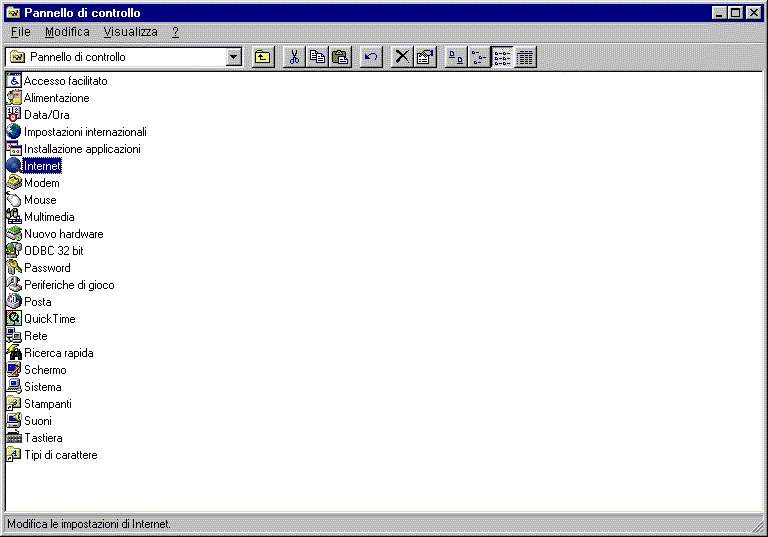 Pannello di controllo
File Modifica Visualizza ?
Pannello di controllo
Accesso facilitato
Alimentazione
Data/Ora
Impostazioni internazionali
Installazione applicazioni
Internet
Modem
Mouse
Multimedia
Nuovo hardware
ODBC 32 bit
Password
Periferiche di gioco
Posta
QuickTime
Rete
Ricerca rapida
Schermo
Sistema
Stampanti
Suoni
Tastiera
Tipi di carattere
Modifica le impostazioni di Internet.